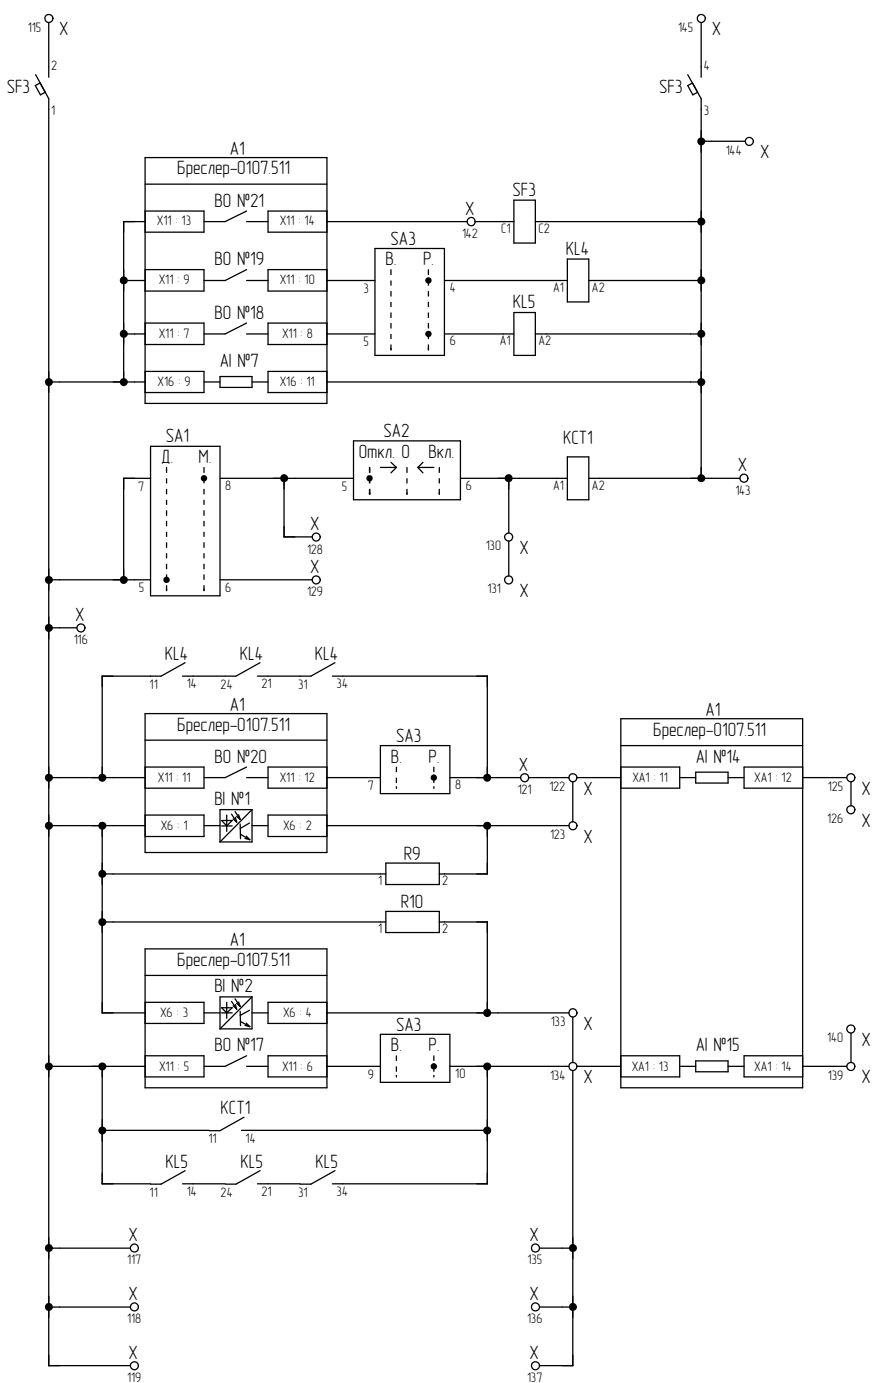 115 X
145 X
2
4
SF3
SF3
1
3
144 X
A1
Бреслер-0107.511
BO №21
X11 : 13
X11 : 14
X
142
SF3
C1 C2
BO №19
X11 : 9
X11 : 10
SA3
В. Р.
3
4
KL4
A1 A2
BO №18
X11 : 7
X11 : 8
5
6
KL5
A1 A2
AI №7
X16 : 9
X16 : 11
SA1
Д. М.
7
8
5
6
SA2
Откл. О Вкл.
5
6
KCT1
A1 A2
X
143
X
128
X
129
130 X
131 X
X
116
KL4 KL4 KL4
11 14 24 21 31 34
A1
Бреслер-0107.511
BO №20
X11 : 11
X11 : 12
SA3
В. Р.
7
8
X
121
122 X
BI №1
X6 : 1
X6 : 2
123 X
A1
Бреслер-0107.511
AI №14
XA1 : 11
XA1 : 12
125 X
126 X
R9
1 2
R10
1 2
A1
Бреслер-0107.511
BI №2
X6 : 3
X6 : 4
133 X
BO №17
X11 : 5
X11 : 6
SA3
В. Р.
9
10
134 X
AI №15
XA1 : 13
XA1 : 14
140 X
139 X
KCT1
11 14
KL5 KL5 KL5
11 14 24 21 31 34
X
117
X
135
X
118
X
136
X
119
X
137